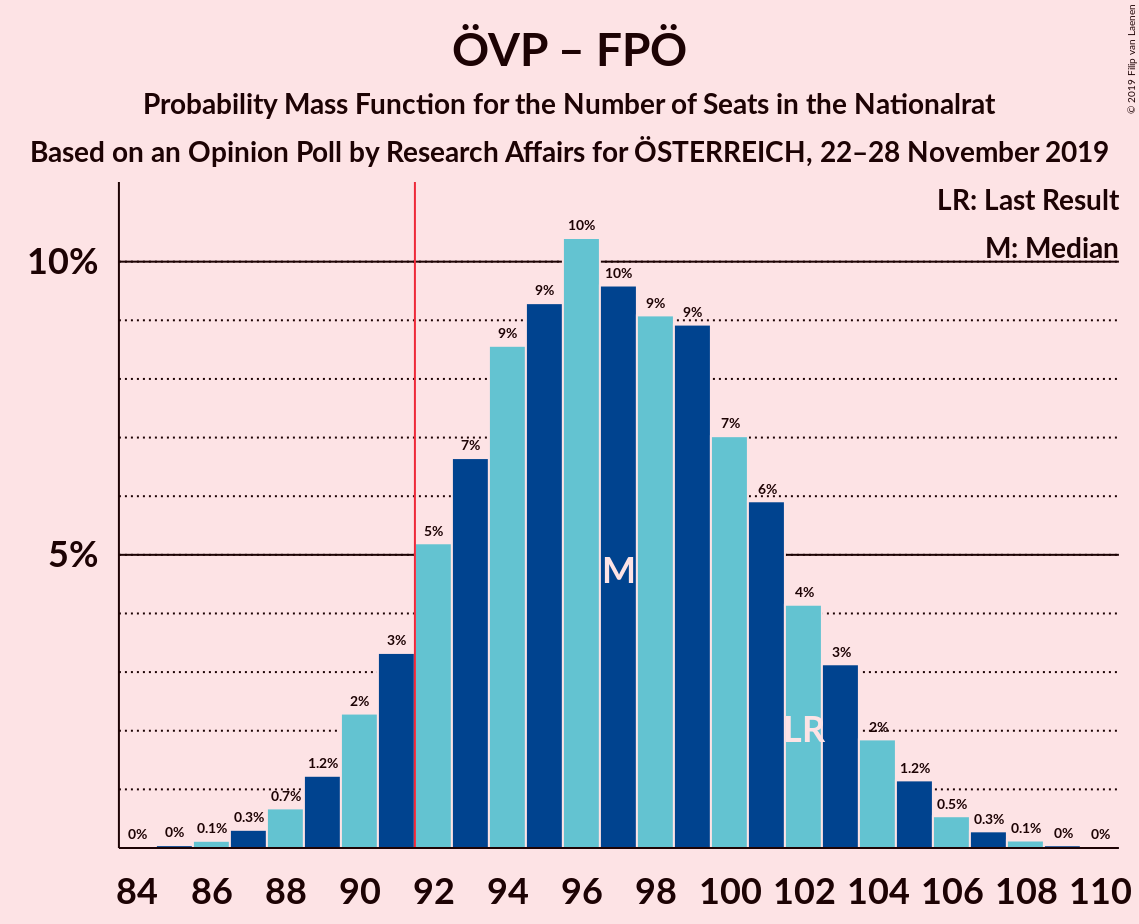 ÖVP – FPÖ
Probability Mass Function for the Number of Seats in the Nationalrat
Based on an Opinion Poll by Research Affairs for ÖSTERREICH, 22–28 November 2019
© 2019 Filip van Laenen
LR: Last Result
M: Median
10%
5%
0% 0% 0.1% 0.3% 0.7% 1.2% 2% 3% 5% 7% 9% 9% 10% 10% 9% 9% 7% 6% 4% 3% 2% 1.2% 0.5% 0.3% 0.1% 0% 0%
M
LR
84 86 88 90 92 94 96 98 100 102 104 106 108 110